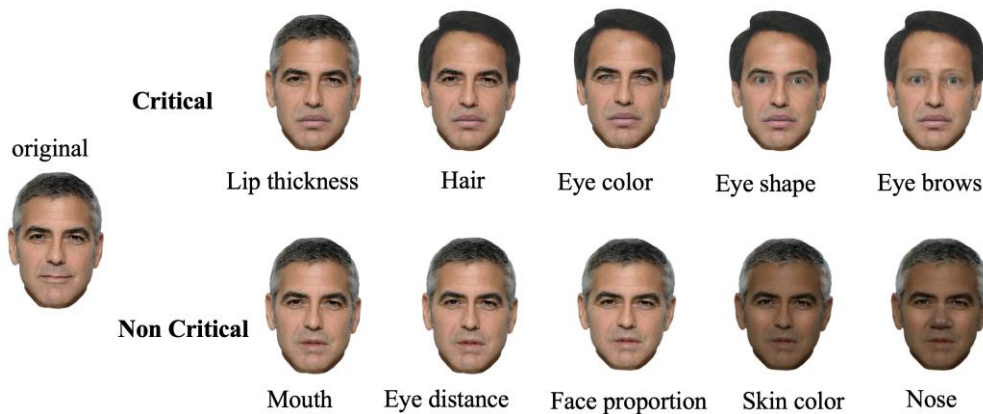 original
Critical
Lip thickness
Hair
Eye color
Eye shape
Eye brows
Non Critical
Mouth
Eye distance
Face proportion
Skin color
Nose